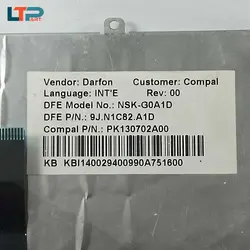 LTP
Vendor: Darfon Customer: Compal
Language: INT'E Rev: 00
DFE Model No.: NSK-G0A1D
DFE P/N.: 9J.N1C82.A1D
Compal P/N.: PK130702A00
KB KBI140029400990A751600